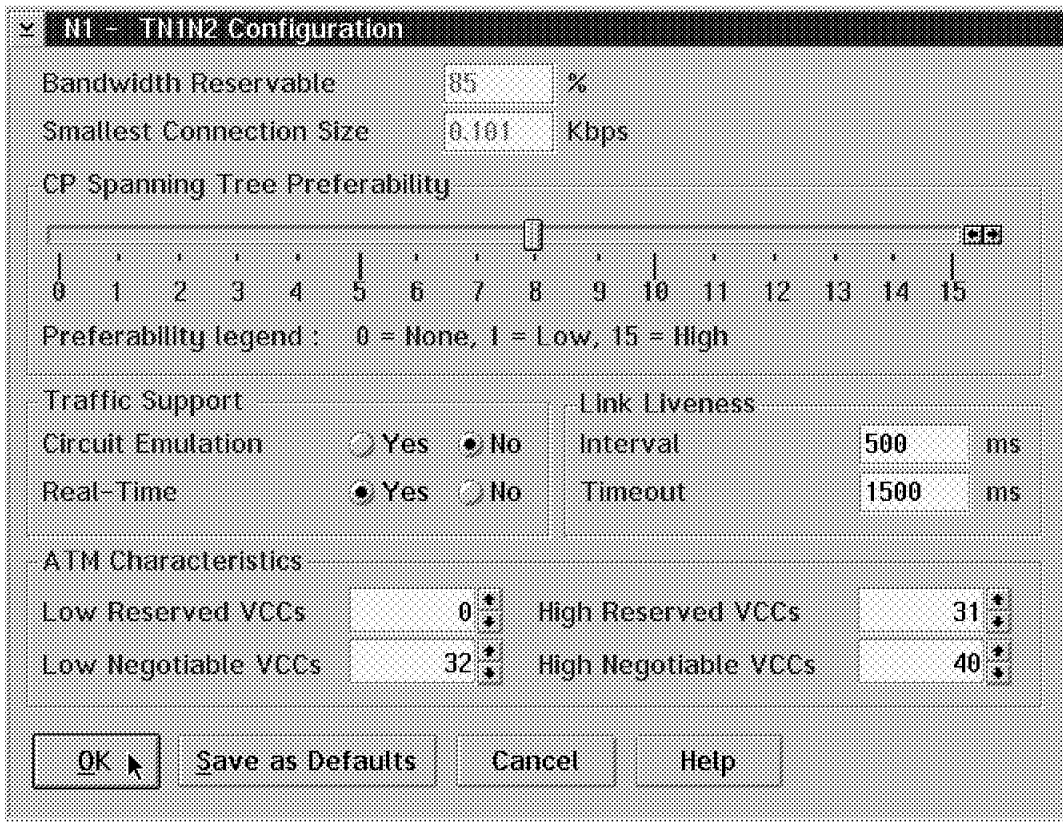 N1 - TN1N2 Configuration
Bandwidth Reservable 85 %
Smallest Connection Size 0.101 Kbps
CP Spanning Tree Preferability
0 1 2 3 4 5 6 7 8 9 10 11 12 13 14 15
Preferability legend : 0 = None, 1 = Low, 15 = High
Traffic Support
Circuit Emulation Yes No
Real-Time Yes No
Link Liveness
Interval 500 ms
Timeout 1500 ms
ATM Characteristics
Low Reserved VCCs 0 High Reserved VCCs 31
Low Negotiable VCCs 32 High Negotiable VCCs 40
OK Save as Defaults Cancel Help